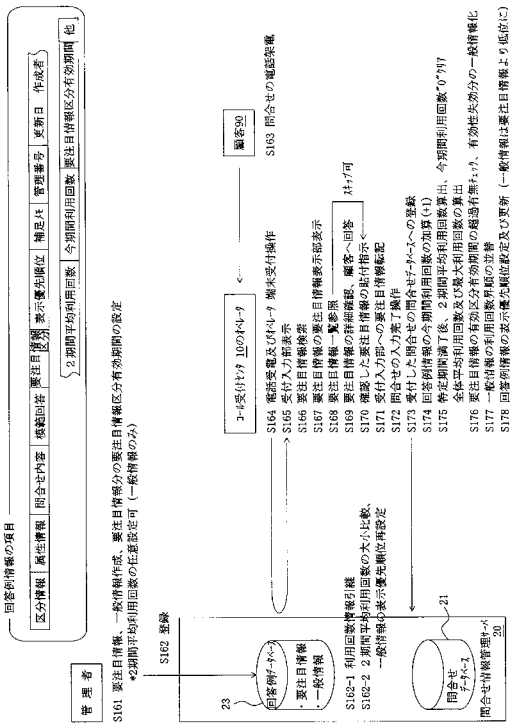 回答例情報の項目
区分情報 属性情報 問合せ内容 模範回答 要注目情報区分 表示優先順位 補足メモ 管理番号 更新日 作成者
2期間平均利用回数 今期間利用回数 要注目情報区分有効期間 他
管理者
S161 要注目情報、一般情報作成、要注目情報分の要注目情報区分有効期間の設定
*2期間平均利用回数の任意設定可 (一般情報のみ)
S162 登録
23
回答例データベース
・要注目情報
・一般情報
S162-1 利用回数情報引継
S162-2 2期間平均利用回数の大小比較、
一般情報の表示優先順位再設定
21
問合せ
データベース
問合せ情報管理サーバ
20
コール受付センタ 10のオペレータ
顧客90
S163 問合せの電話架電
S164 電話受電及びオペレータ 端末受付操作
S165 受付入力部表示
S166 要注目情報検索
S167 要注目情報の要注目情報表示部表示
S168 要注目情報一覧参照
S169 要注目情報の詳細確認、顧客へ回答
スキップ可
S170 確認した要注目情報の貼付指示
S171 受付入力部への要注目情報転記
S172 問合せの入力完了操作
S173 受付した問合せの問合せデータベースへの登録
S174 回答例情報の今期間利用回数の加算(+1)
S175 特定期間満了後、2期間平均利用回数算出、今期間利用回数"0"クリア
全体平均利用回数及び最大利用回数の算出
S176 要注目情報の有効区分有効期間の超過有無チェック、有効性失効分の一般情報化
S177 一般情報の利用回数昇順の並替
S178 回答例情報の表示優先順位設定及び更新 (一般情報は要注目情報より低位に)